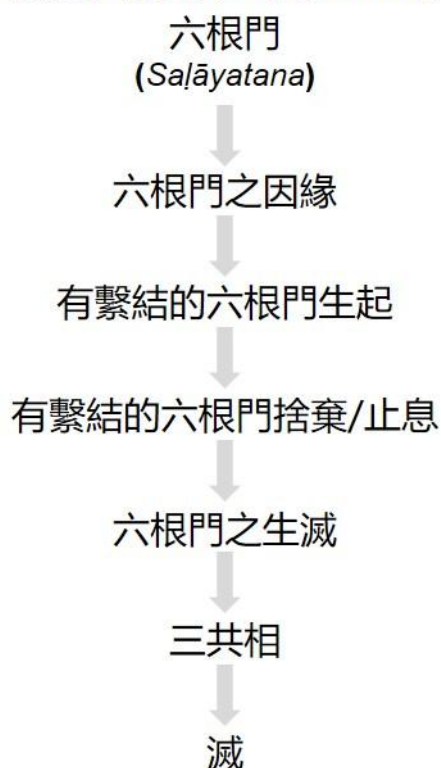 六根門
(Saḷāyatana)
六根門之因緣
有繫結的六根門生起
有繫結的六根門捨棄/止息
六根門之生滅
三共相
滅